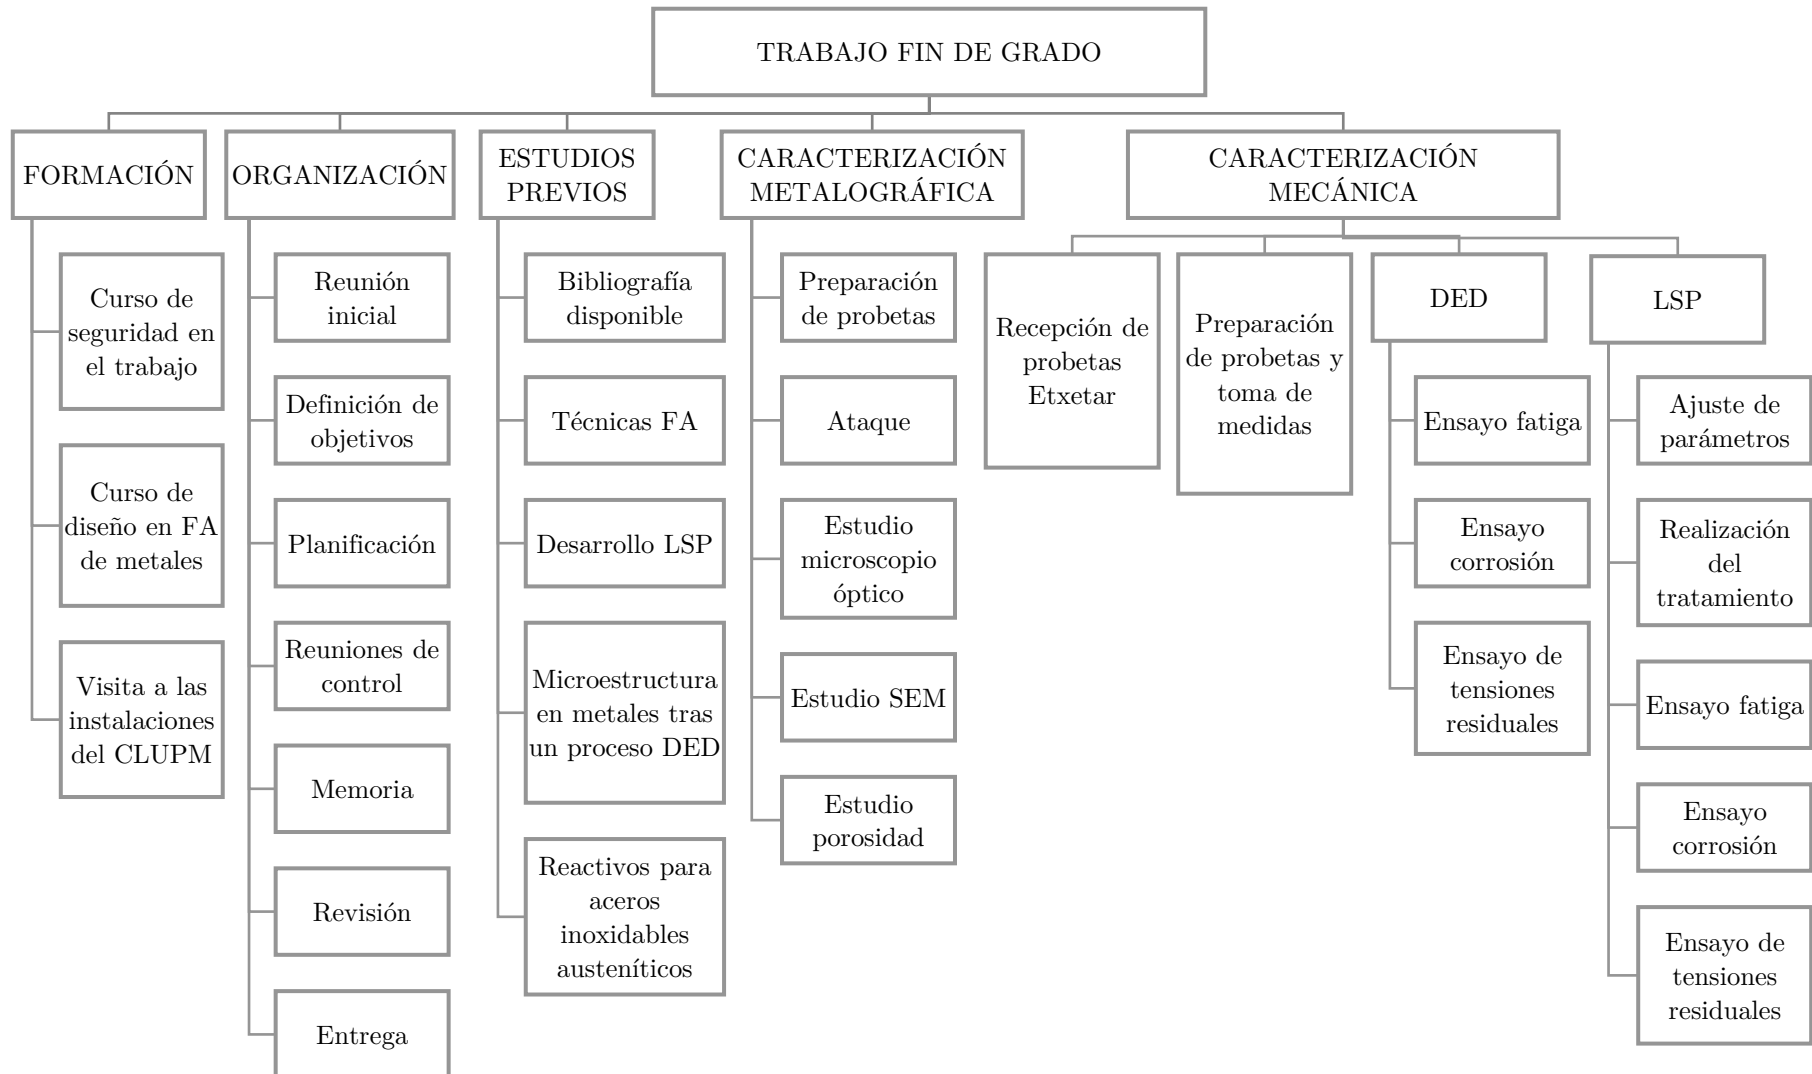 TRABAJO FIN DE GRADO
FORMACIÓN
Curso de
seguridad en
el trabajo
Curso de
diseño en FA
de metales
Visita a las
instalaciones
del CLUPM
ORGANIZACIÓN
Reunión
inicial
Definición de
objetivos
Planificación
Reuniones de
control
Memoria
Revisión
Entrega
ESTUDIOS
PREVIOS
Bibliografía
disponible
Técnicas FA
Desarrollo LSP
Microestructura
en metales tras
un proceso DED
Reactivos para
aceros
inoxidables
austeníticos
CARACTERIZACIÓN
METALOGRÁFICA
Preparación
de probetas
Ataque
Estudio
microscopio
óptico
Estudio SEM
Estudio
porosidad
CARACTERIZACIÓN
MECÁNICA
Recepción de
probetas
Etxetar
Preparación
de probetas y
toma de
medidas
DED
Ensayo fatiga
Ensayo
corrosión
Ensayo de
tensiones
residuales
LSP
Ajuste de
parámetros
Realización
del
tratamiento
Ensayo fatiga
Ensayo
corrosión
Ensayo de
tensiones
residuales